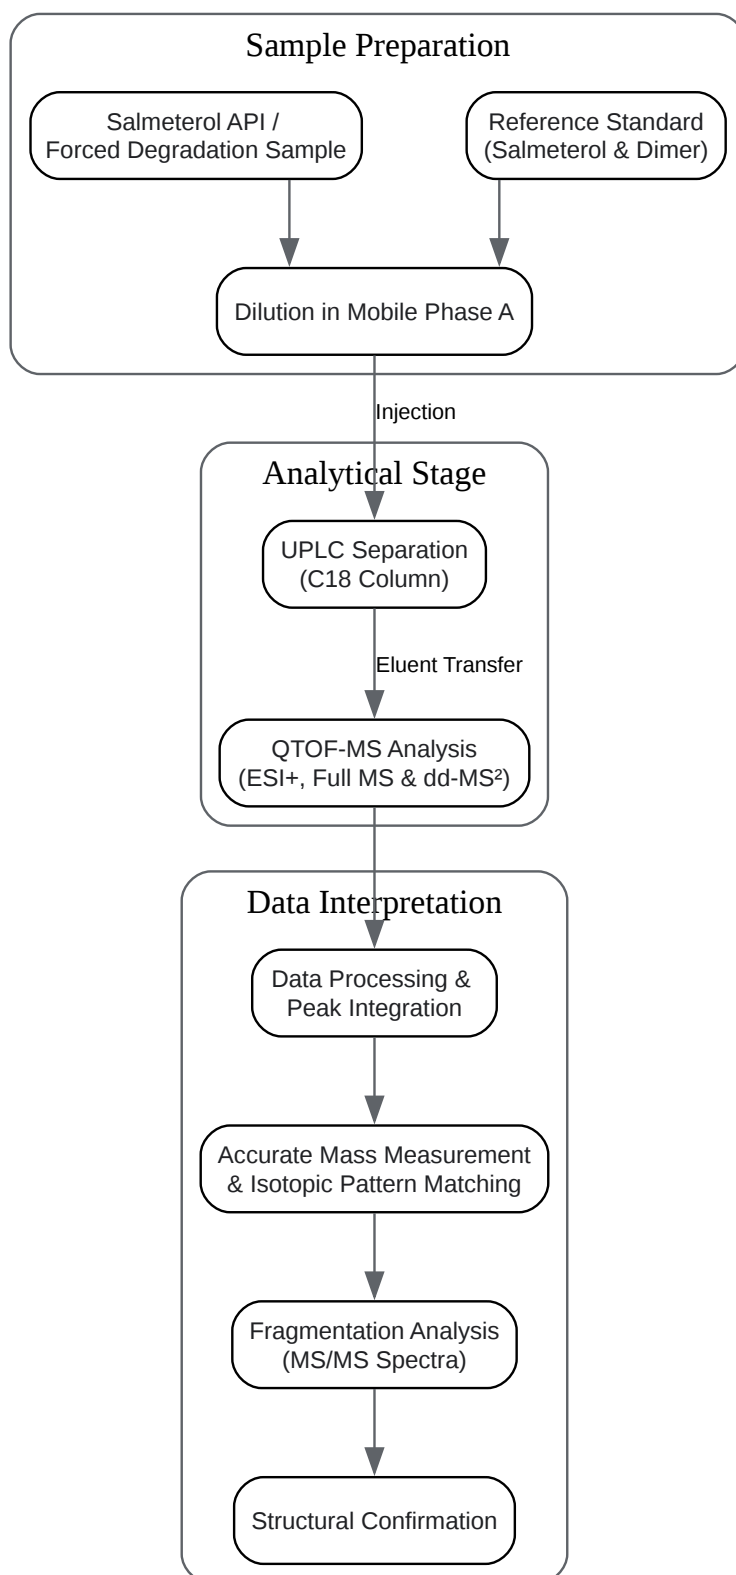 Sample Preparation
Salmeterol API /
Forced Degradation Sample
Reference Standard
(Salmeterol & Dimer)
Dilution in Mobile Phase A
Injection
Analytical Stage
UPLC Separation
(C18 Column)
Eluent Transfer
QTOF-MS Analysis
(ESI+, Full MS & dd-MS²)
Data Interpretation
Data Processing &
Peak Integration
Accurate Mass Measurement
& Isotopic Pattern Matching
Fragmentation Analysis
(MS/MS Spectra)
Structural Confirmation